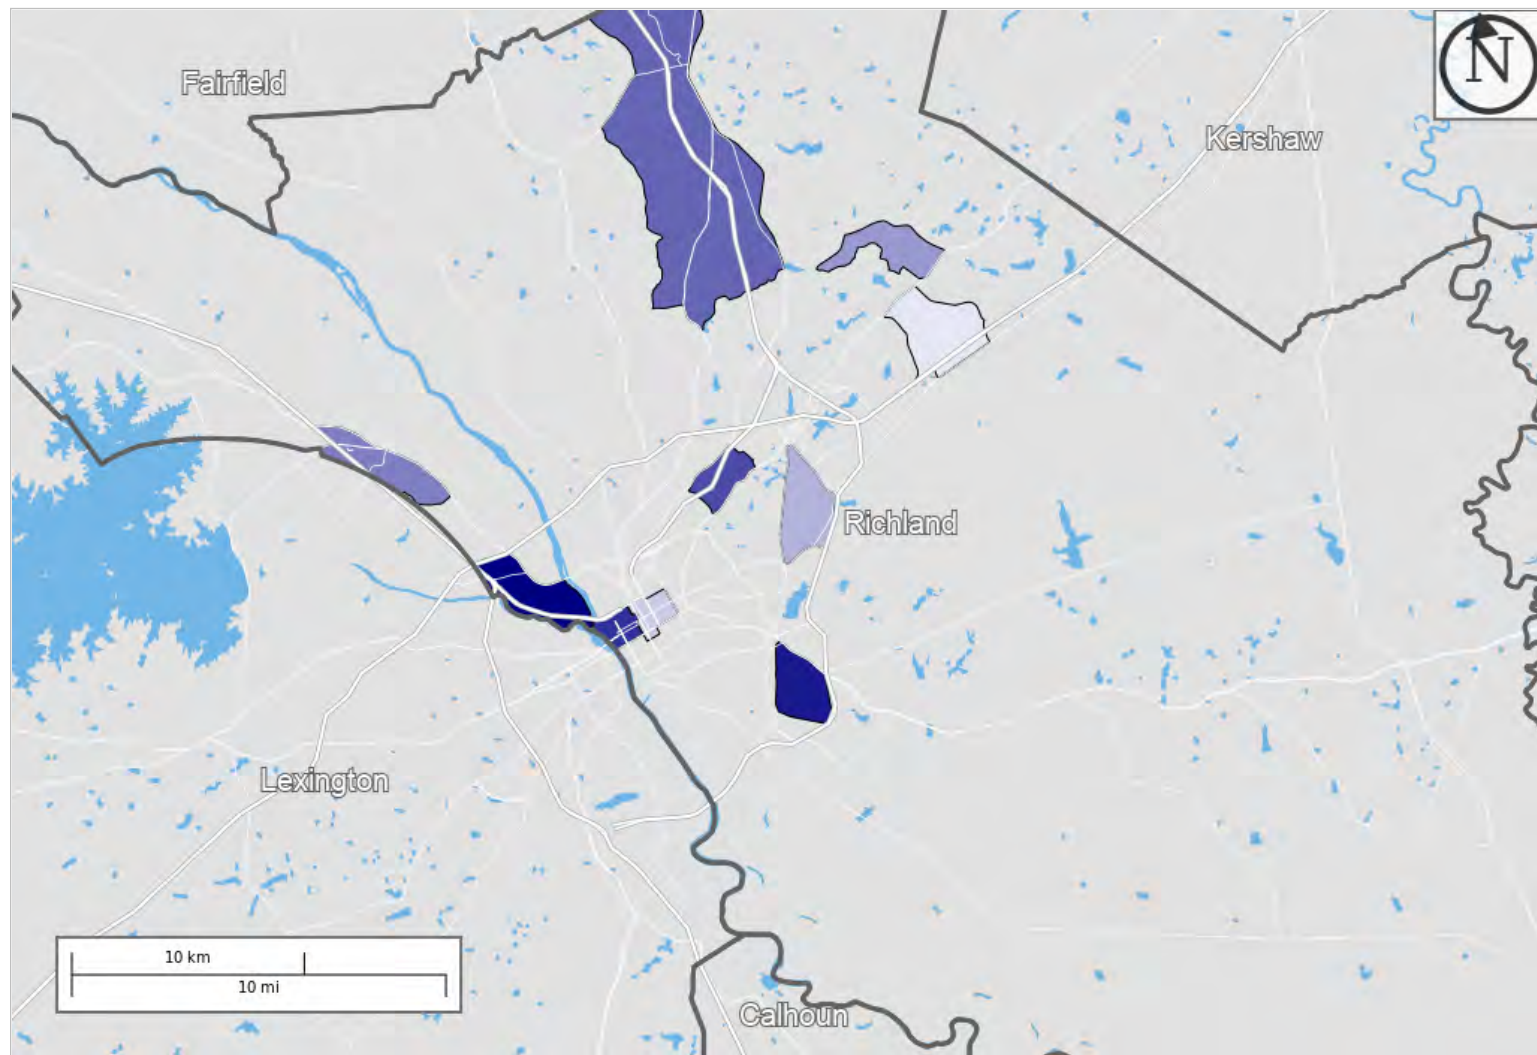 Fairfield
N
Kershaw
Richland
Lexington
10 km
10 mi
Calhoun